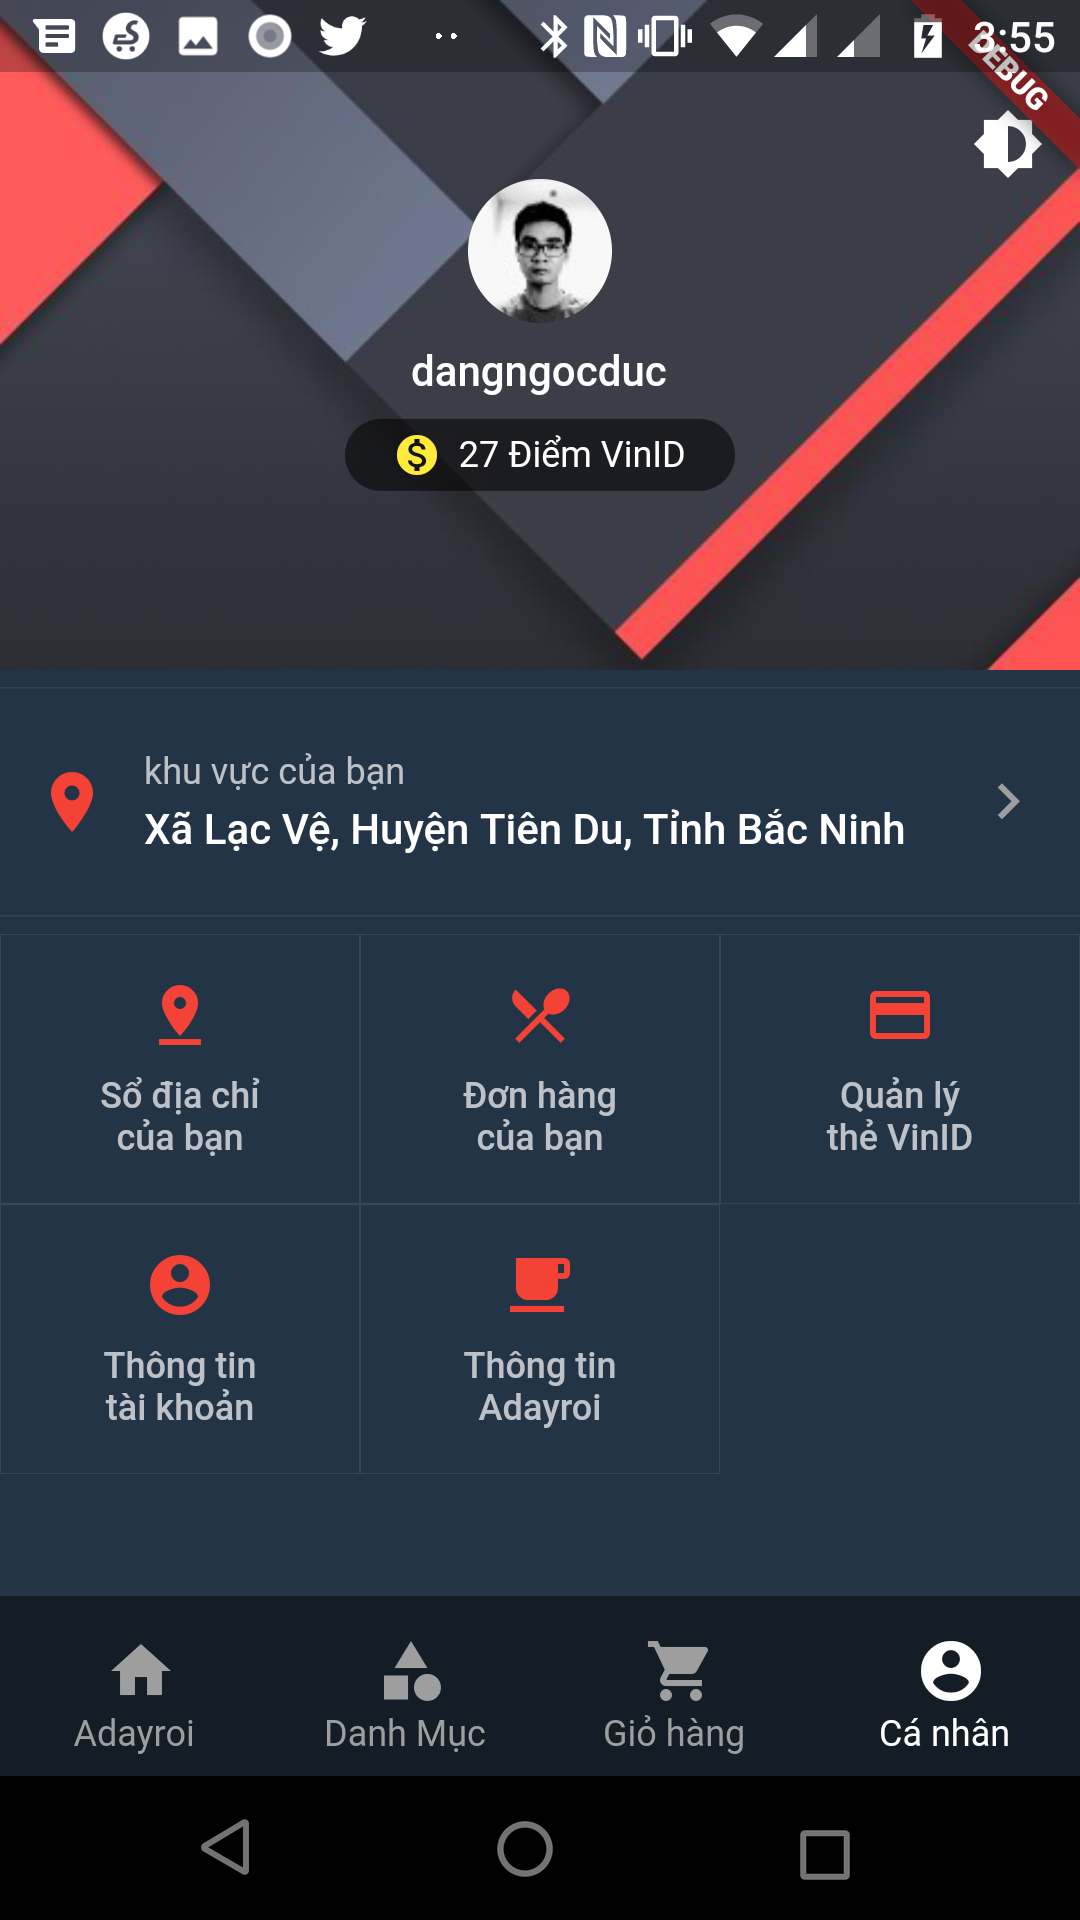 3:55
DEBUG
dangngocduc
27 Điểm VinID
khu vực của bạn
Xã Lạc Vệ, Huyện Tiên Du, Tỉnh Bắc Ninh
Sổ địa chỉ
của bạn
Đơn hàng
của bạn
Quản lý
thẻ VinID
Thông tin
tài khoản
Thông tin
Adayroi
Adayroi
Danh Mục
Giỏ hàng
Cá nhân